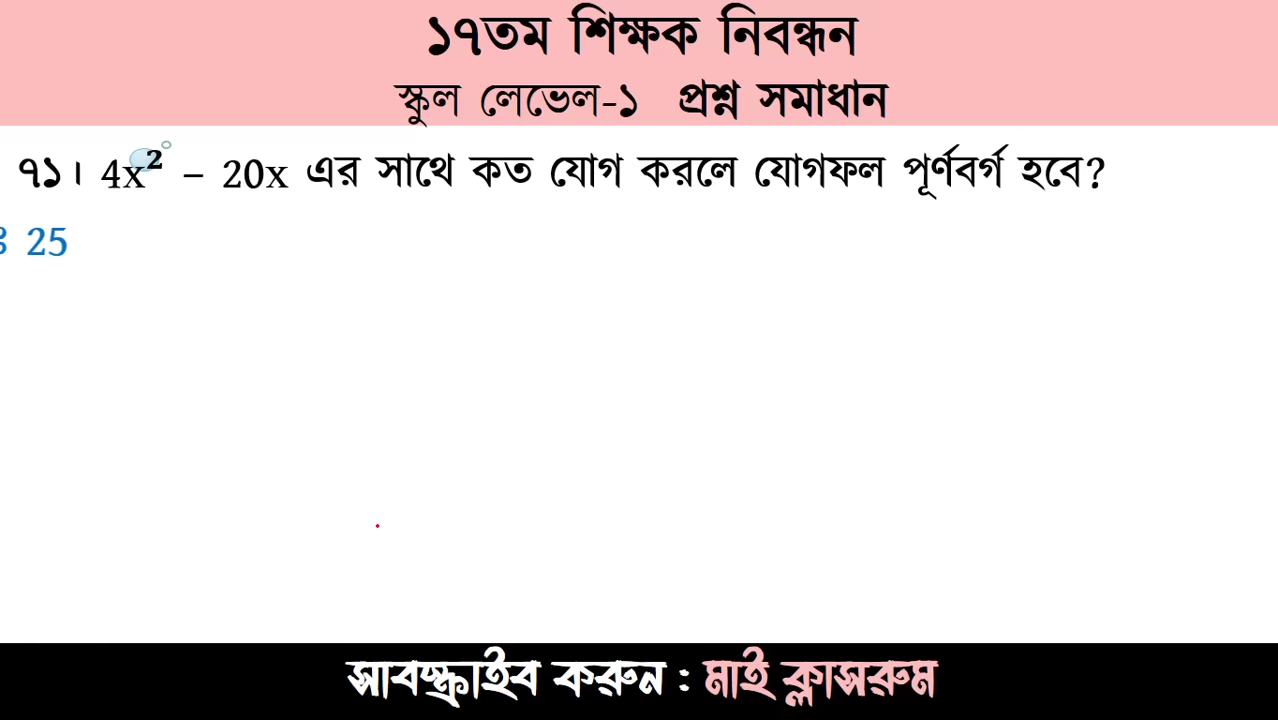 ১৭তম শিক্ষক নিবন্ধন
স্কুল লেভেল-১ প্রশ্ন সমাধান
৭১। 4x² – 20x এর সাথে কত যোগ করলে যোগফল পূর্ণবর্গ হবে?
ঃ 25
সাবস্ক্রাইব করুন : মাই ক্লাসরুম